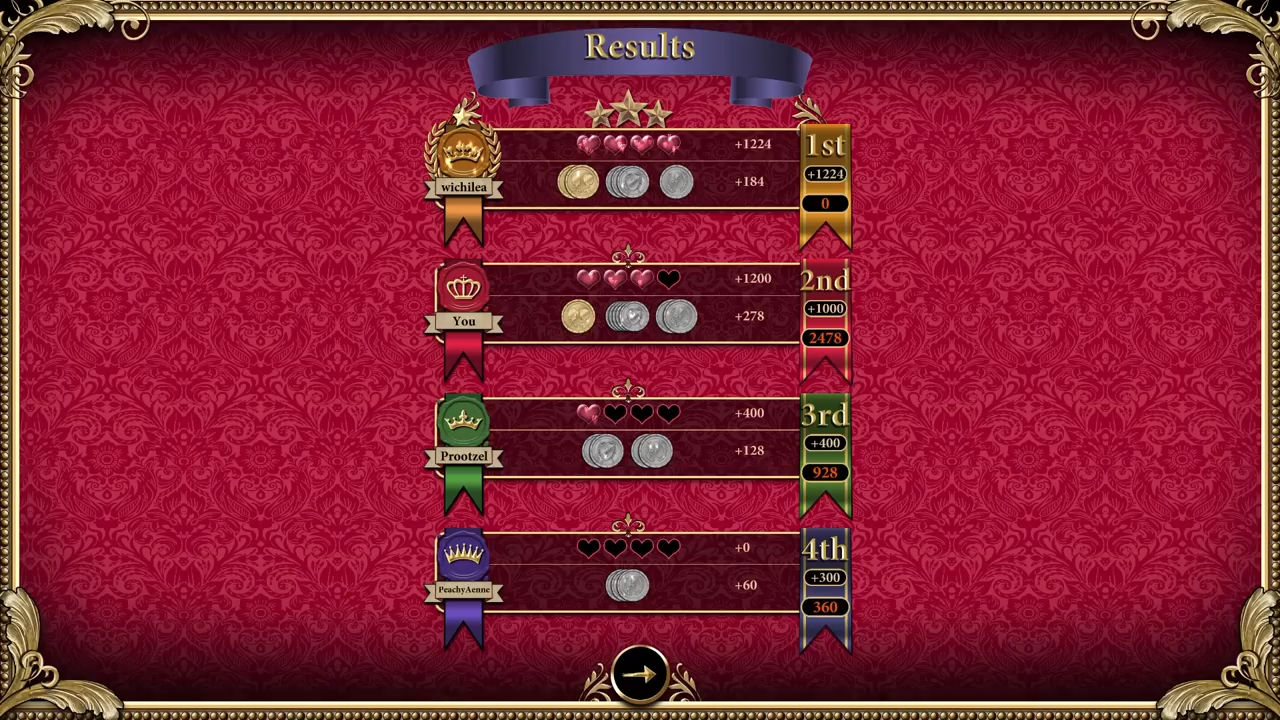 Results
+1224
1st
+184
+1224
wichilea
0
+1200
2nd
+278
+1000
You
2478
+400
3rd
+128
+400
Prootzel
928
+0
4th
+60
+300
PeachyAenne
360